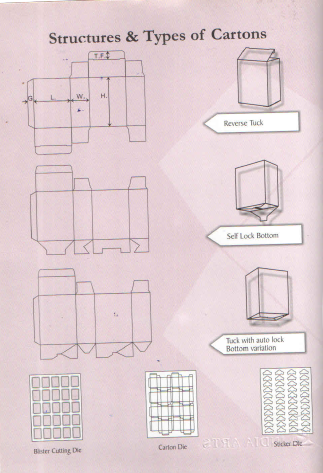 Structures & Types of Cartons
T.F.
G
L.
W.
H.
Reverse Tuck
Self Lock Bottom
Tuck with auto lock
Bottom variation
Blister Cutting Die
Carton Die
Sticker Die